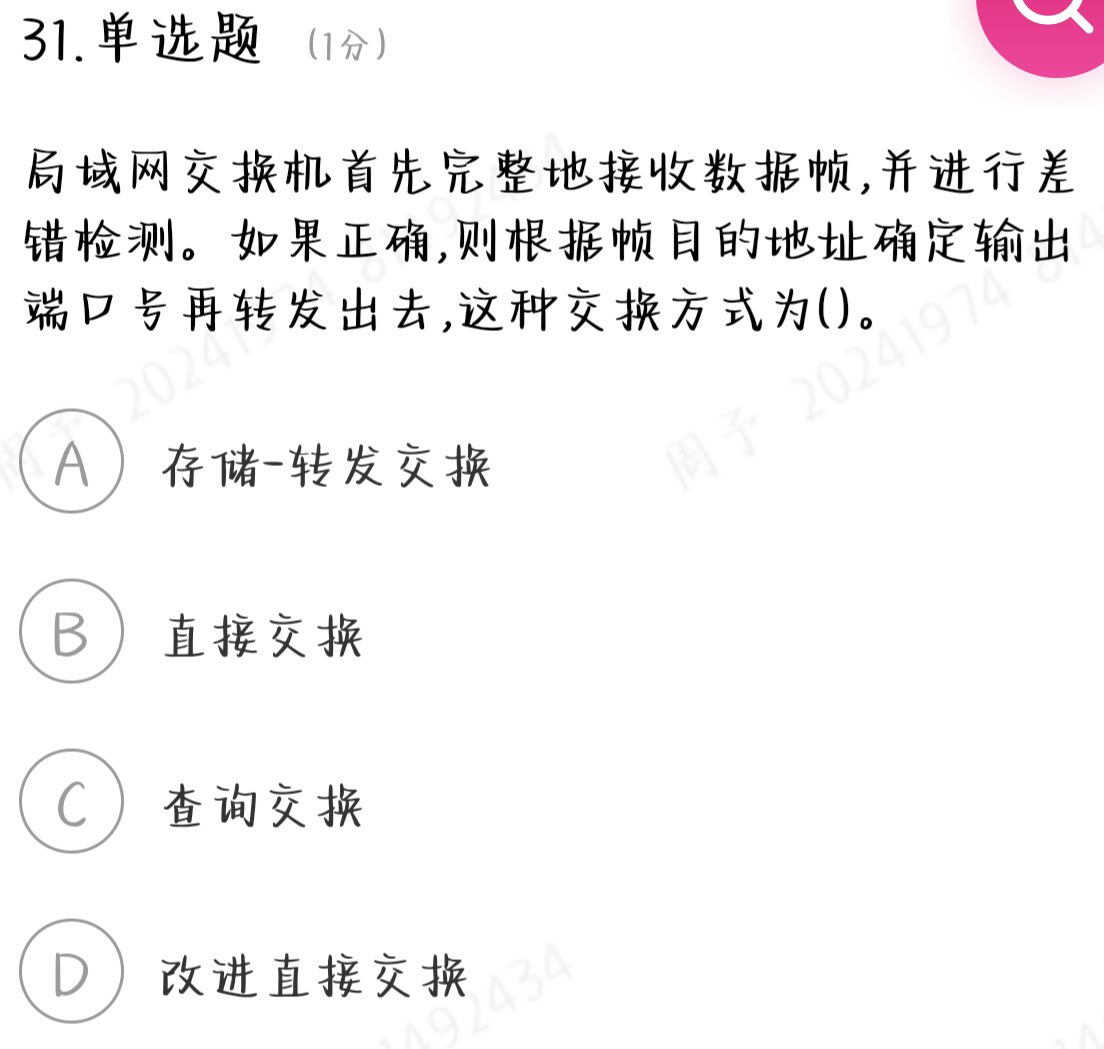 31.单选题 (1分)
局域网交换机首先完整地接收数据帧,并进行差
错检测。如果正确,则根据帧目的地址确定输出
端口号再转发出去,这种交换方式为()。
A 存储-转发交换
B 直接交换
C 查询交换
D 改进直接交换
周予 20241974